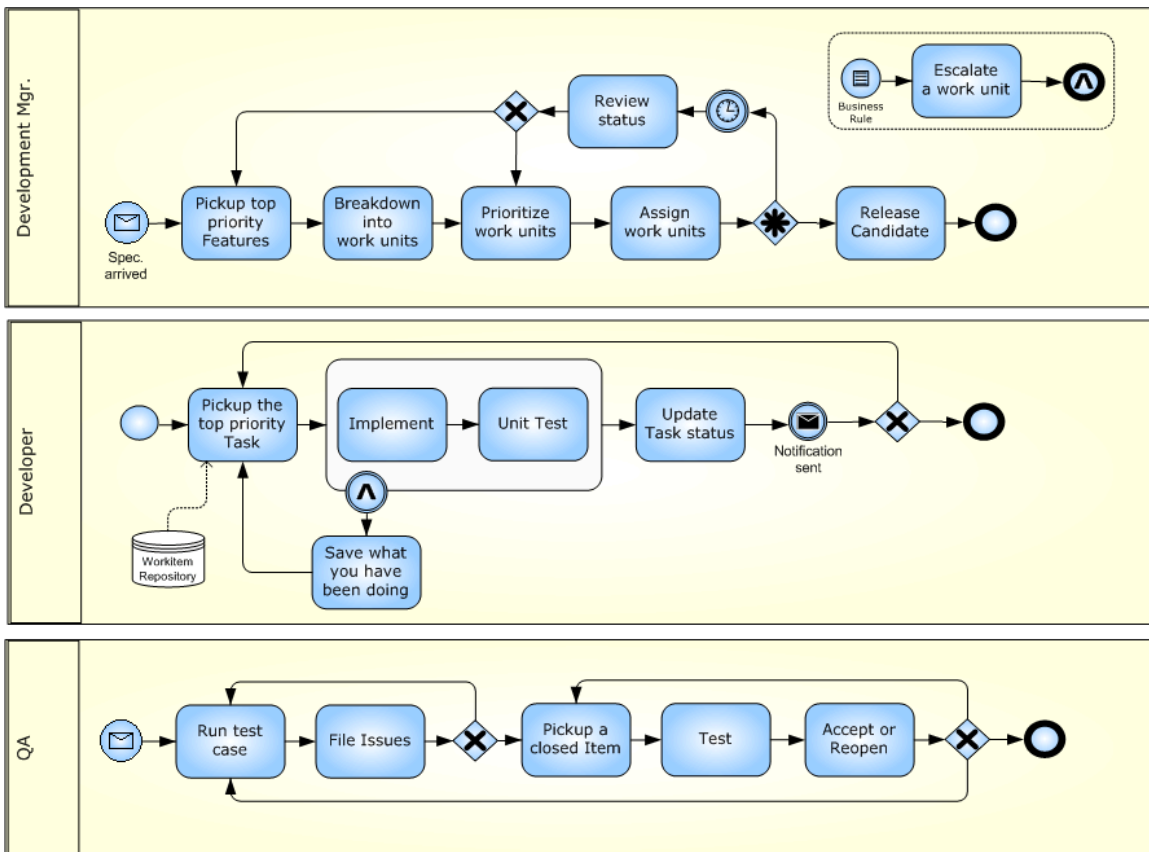 Development Mgr.
Spec.
arrived
Pickup top
priority
Features
Breakdown
into
work units
Prioritize
work units
Assign
work units
Release
Candidate
Review
status
Business
Rule
Escalate
a work unit
Developer
Pickup the
top priority
Task
Implement
Unit Test
Update
Task status
Notification
sent
Workitem
Repository
Save what
you have
been doing
QA
Run test
case
File Issues
Pickup a
closed Item
Test
Accept or
Reopen